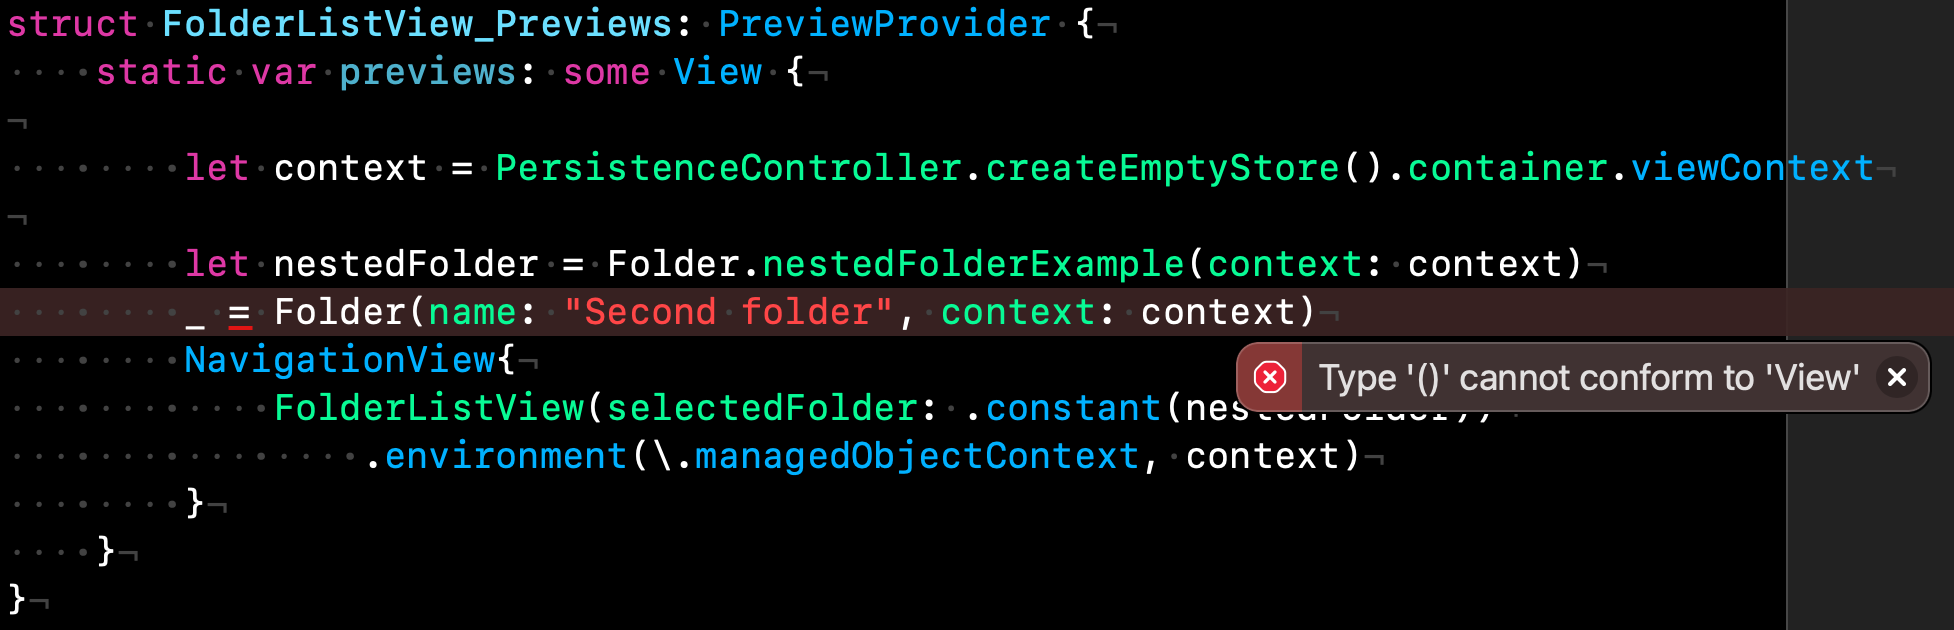 struct FolderListView_Previews: PreviewProvider {
static var previews: some View {
let context = PersistenceController.createEmptyStore().container.viewContext
let nestedFolder = Folder.nestedFolderExample(context: context)
_ = Folder(name: "Second folder", context: context)
NavigationView{
Type '()' cannot conform to 'View'
FolderListView(selectedFolder: .constant(nestedFolder))
.environment(\.managedObjectContext, context)
}
}
}